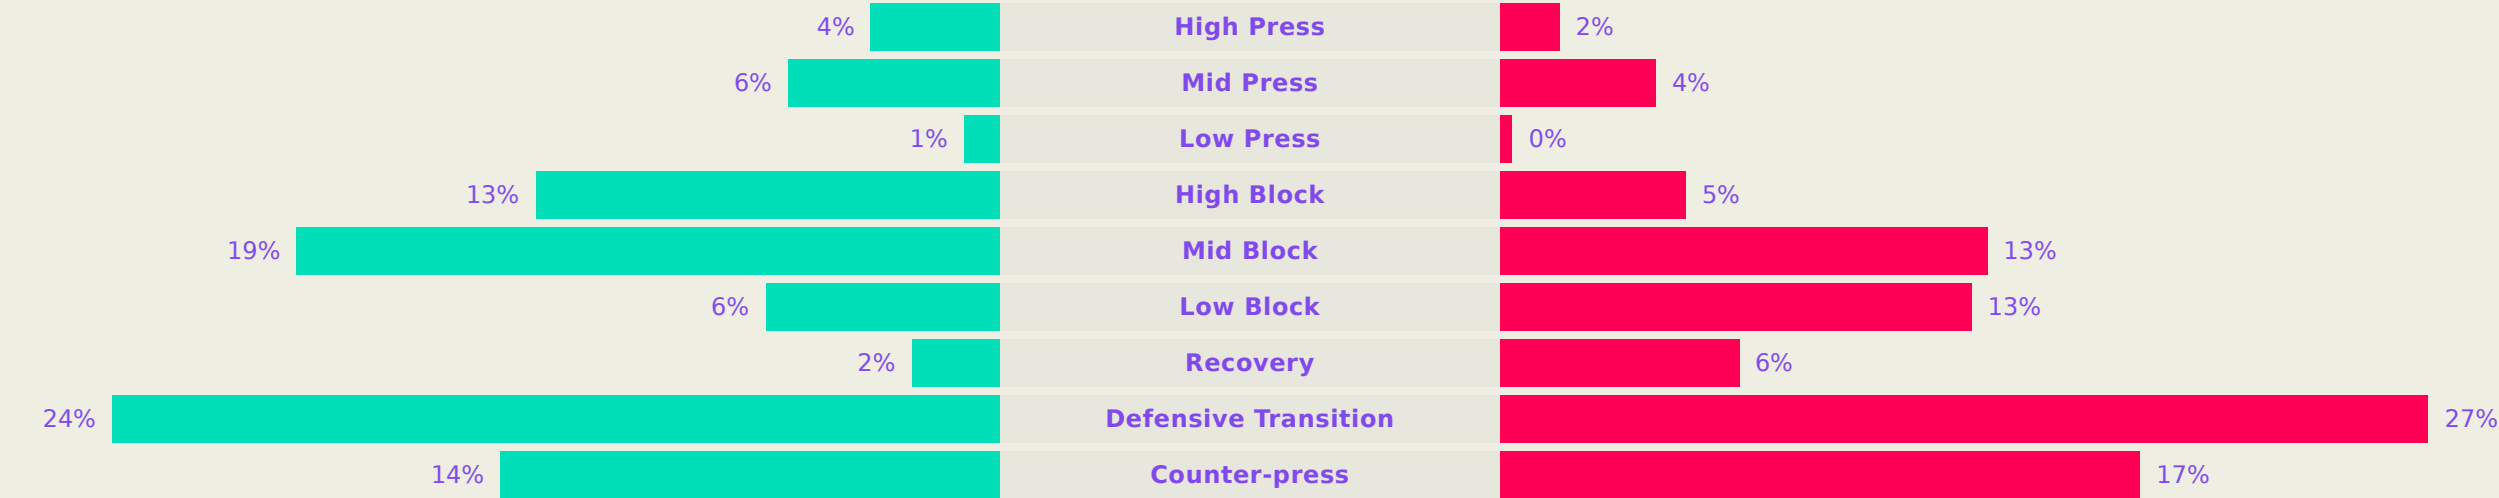 4% High Press 2%
6% Mid Press 4%
1% Low Press 0%
13% High Block 5%
19% Mid Block 13%
6% Low Block 13%
2% Recovery 6%
24% Defensive Transition 27%
14% Counter-press 17%